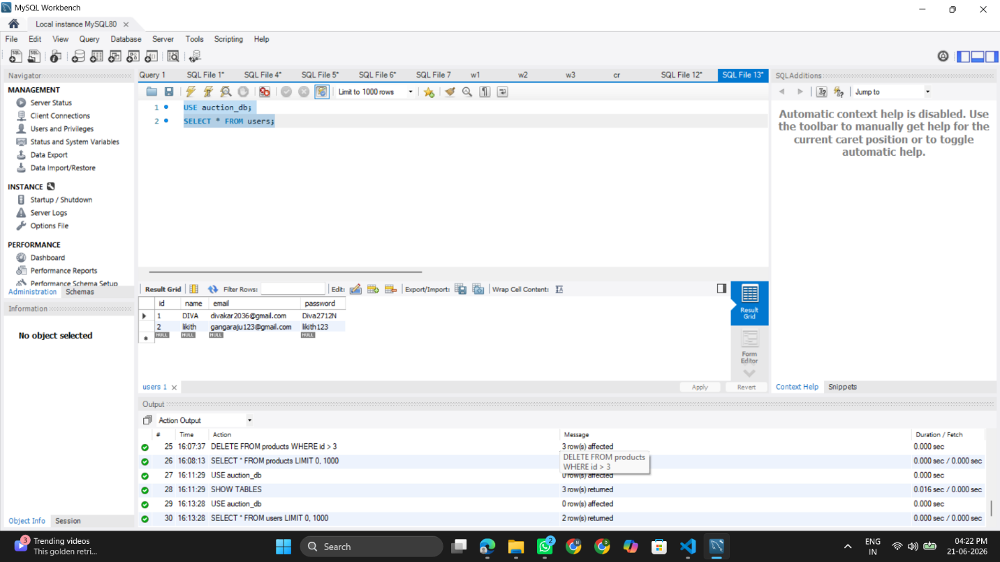 MySQL Workbench
Local instance MySQL80
File Edit View Query Database Server Tools Scripting Help
Navigator
MANAGEMENT
Server Status
Client Connections
Users and Privileges
Status and System Variables
Data Export
Data Import/Restore
INSTANCE
Startup / Shutdown
Server Logs
Options File
PERFORMANCE
Dashboard
Performance Reports
Performance Schema Setup
Administration Schemas
Information
No object selected
Object Info Session
Query 1 SQL File 1* SQL File 4* SQL File 5* SQL File 6* SQL File 7 w1 w2 w3 cr SQL File 12* SQL File 13*
Limit to 1000 rows
1 USE auction_db;
2 SELECT * FROM users;
Result Grid Filter Rows: Edit: Export/Import: Wrap Cell Content:
id name email password
1 DIVA divakar2036@gmail.com Diva2712N
2 likith gangaraju123@gmail.com likith123
NULL NULL NULL NULL
Result
Grid
Form
Editor
users 1
Apply Revert
SQLAdditions
Jump to
Automatic context help is disabled. Use
the toolbar to manually get help for the
current caret position or to toggle
automatic help.
Context Help Snippets
Output
Action Output
# Time Action Message Duration / Fetch
25 16:07:37 DELETE FROM products WHERE id > 3 3 row(s) affected 0.000 sec
26 16:08:13 SELECT * FROM products LIMIT 0, 1000 0.000 sec / 0.000 sec
DELETE FROM products
WHERE id > 3
27 16:11:29 USE auction_db 0 row(s) affected 0.000 sec
28 16:11:29 SHOW TABLES 3 row(s) returned 0.016 sec / 0.000 sec
29 16:13:28 USE auction_db 0 row(s) affected 0.000 sec
30 16:13:28 SELECT * FROM users LIMIT 0, 1000 2 row(s) returned 0.000 sec / 0.000 sec
3
Trending videos
This golden retri...
Search
2
N
D
ENG
IN
04:22 PM
21-06-2026